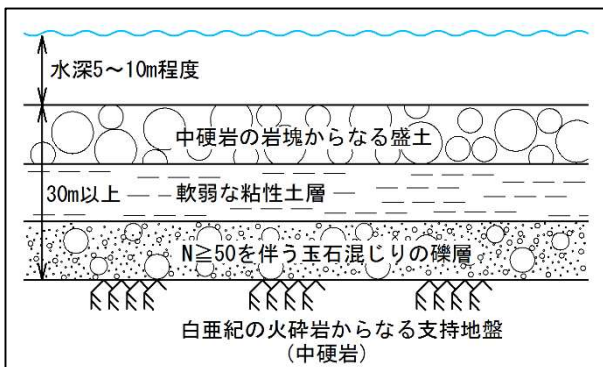 水深5～10m程度
中硬岩の岩塊からなる盛土
30m以上
軟弱な粘性土層
N≧50を伴う玉石混じりの礫層
白亜紀の火砕岩からなる支持地盤
(中硬岩)